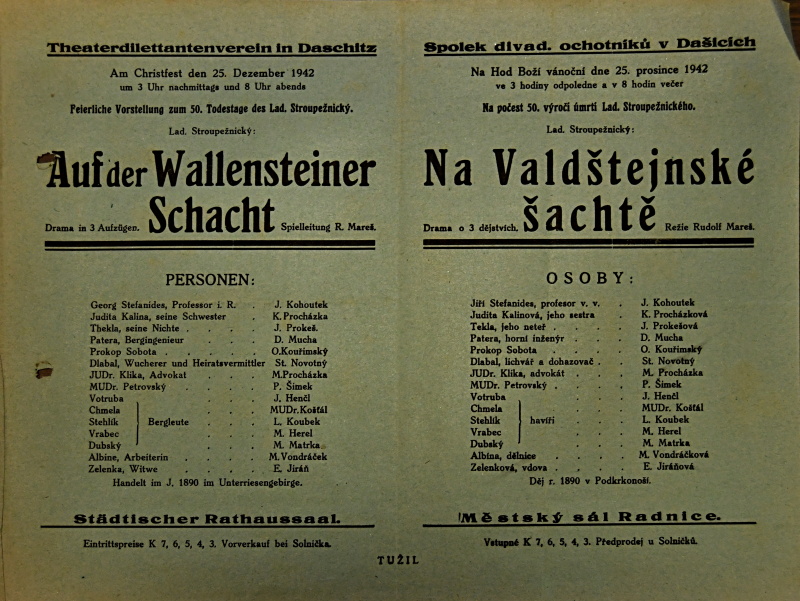 Theaterdilettantenverein in Daschitz
Am Christfest den 25. Dezember 1942
um 3 Uhr nachmittags und 8 Uhr abends
Feierliche Vorstellung zum 50. Todestage des Lad. Stroupežnický.
Lad. Stroupežnický:
Auf der Wallensteiner
Drama in 3 Aufzügen. Schacht Spielleitung R. Mareš.
PERSONEN:
Georg Stefanides, Professor i. R. . J. Kohoutek
Judita Kalina, seine Schwester . K. Procházka
Thekla, seine Nichte . . . . J. Prokeš.
Patera, Bergingenieur . . . D. Mucha
Prokop Sobota . . . . . O. Kouřimský
Dlabal, Wucherer und Heiratsvermittler St. Novotný
JUDr. Klika, Advokat . . . M. Procházka
MUDr. Petrovský . . . . P. Šimek
Votruba . . . J. Henčl
Chmela . . . MUDr. Košťál
Stehlík Bergleute . . . L. Koubek
Vrabec . . . M. Herel
Dubský . . . M. Matrka
Albine, Arbeiterin . . . . M. Vondráček
Zelenka, Witwe . . . . E. Jiráň
Handelt im J. 1890 im Unterriesengebirge.
Städtischer Rathaussaal.
Eintrittspreise K 7, 6, 5, 4, 3. Vorverkauf bei Solnička.
Spolek divad. ochotníků v Dašicích
Na Hod Boží vánoční dne 25. prosince 1942
ve 3 hodiny odpoledne a v 8 hodin večer
Na počest 50. výročí úmrtí Lad. Stroupežnického.
Lad. Stroupežnický:
Na Valdštejnské
Drama o 3 dějstvích. šachtě Režie Rudolf Mareš.
OSOBY:
Jiří Stefanides, profesor v. v. . J. Kohoutek
Judita Kalinová, jeho sestra . K. Procházková
Tekla, jeho neteř . . . . J. Prokešová
Patera, horní inženýr . . . D. Mucha
Prokop Sobota . . . . O. Kouřimský
Dlabal, lichvář a dohazovač . . St. Novotný
JUDr. Klika, advokát . . . M. Procházka
MUDr. Petrovský . . . . P. Šimek
Votruba . . . J. Henčl
Chmela . . . MUDr. Košťál
Stehlík havíři . . . L. Koubek
Vrabec . . . M. Herel
Dubský . . . M. Matrka
Albina, dělnice . . . . M. Vondráčková
Zelenková, vdova . . . . E. Jiráňová
Děj r. 1890 v Podkrkonoší.
Městský sál Radnice.
Vstupné K 7, 6, 5, 4, 3. Předprodej u Solničků.
TUŽIL